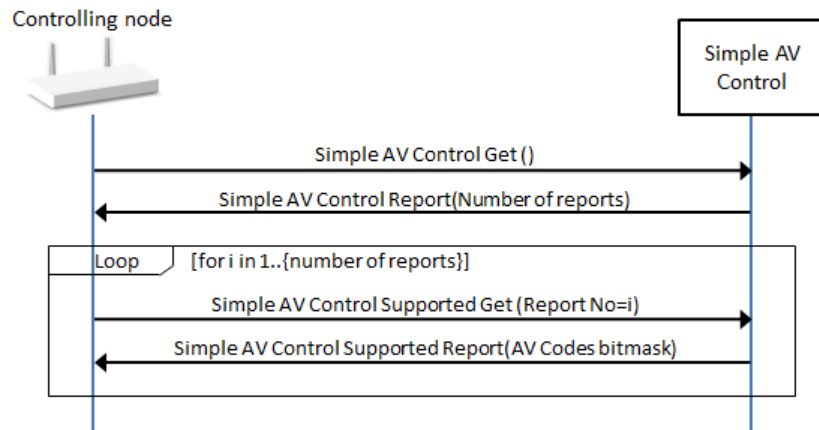 Controlling node
Simple AV
Control
Simple AV Control Get ()
Simple AV Control Report(Number of reports)
Loop
[for i in 1..{number of reports}]
Simple AV Control Supported Get (Report No=i)
Simple AV Control Supported Report(AV Codes bitmask)